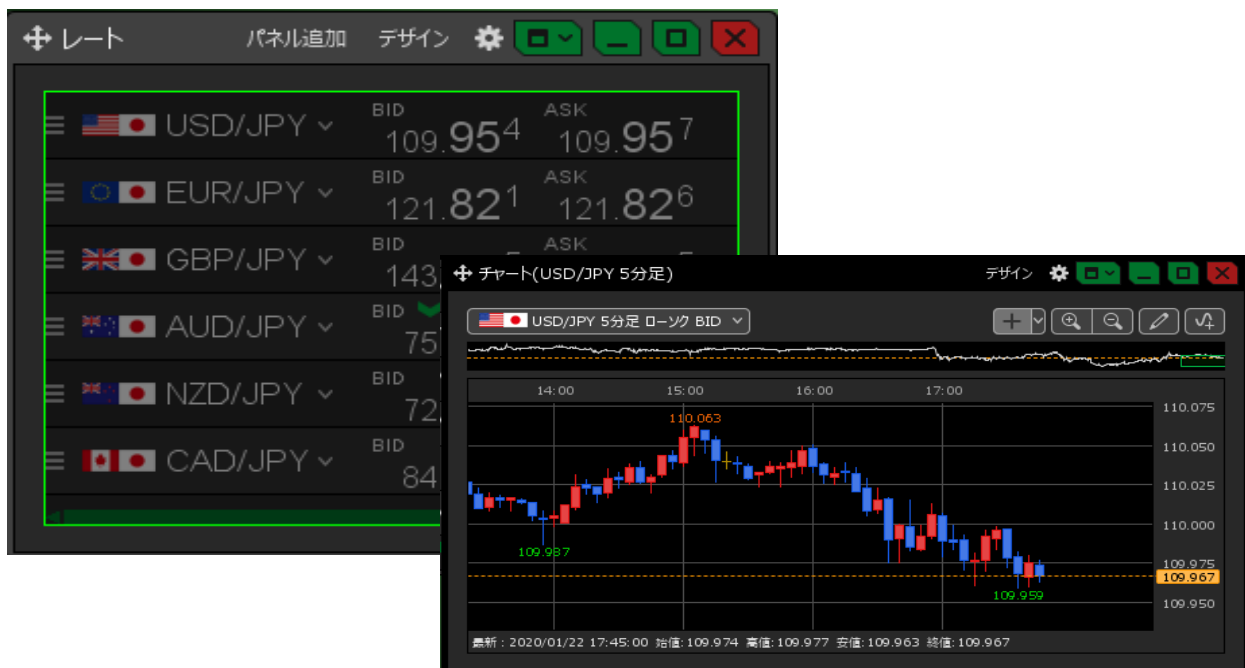 レート パネル追加 デザイン
USD/JPY BID 109.954 ASK 109.957
EUR/JPY BID 121.821 ASK 121.826
GBP/JPY BID 143. ASK
AUD/JPY BID 75
NZD/JPY BID 72
CAD/JPY BID 84
チャート(USD/JPY 5分足) デザイン
USD/JPY 5分足 ローソク BID
14:00 15:00 16:00 17:00
110.075
110.063
110.050
110.025
110.000
109.987
109.975
109.967
109.959
109.950
最新 : 2020/01/22 17:45:00 始値:109.974 高値:109.977 安値:109.963 終値:109.967